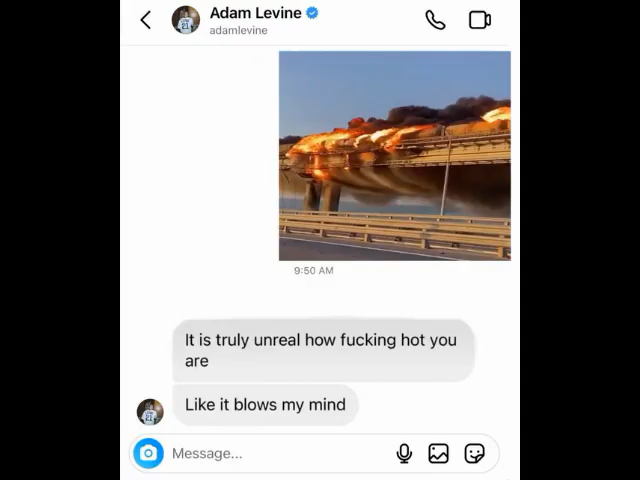 Adam Levine
adamlevine
9:50 AM
It is truly unreal how fucking hot you
are
Like it blows my mind
Message...